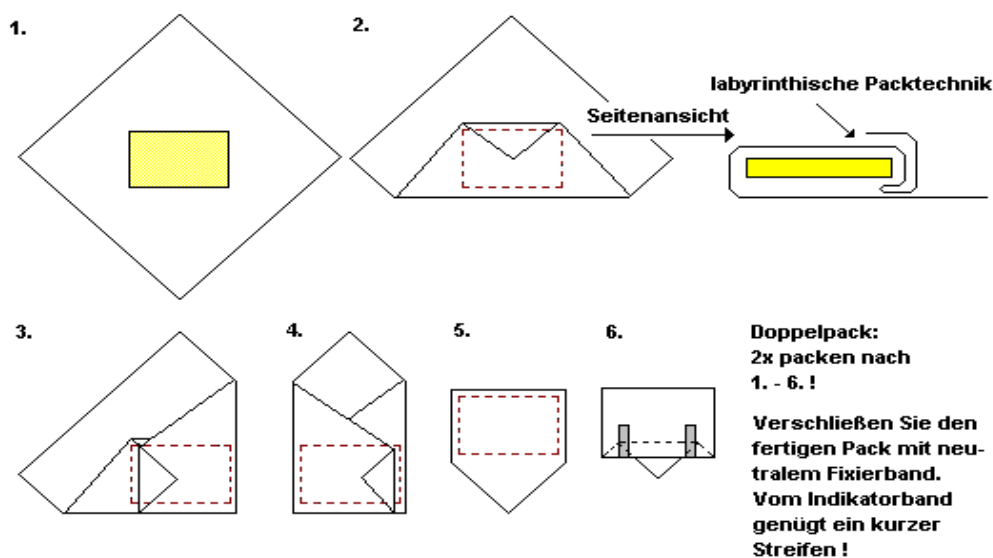 1.
2.
labyrinthische Packtechnik
Seitenansicht
3.
4.
5.
6.
Doppelpack:
2x packen nach
1. - 6. !
Verschließen Sie den
fertigen Pack mit neu-
tralem Fixierband.
Vom Indikatorband
genügt ein kurzer
Streifen !